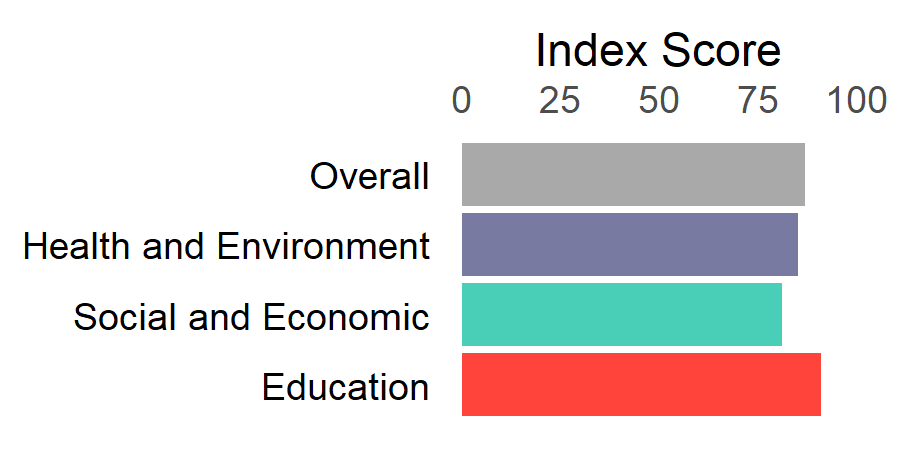 Index Score
0 25 50 75 100
Overall
Health and Environment
Social and Economic
Education